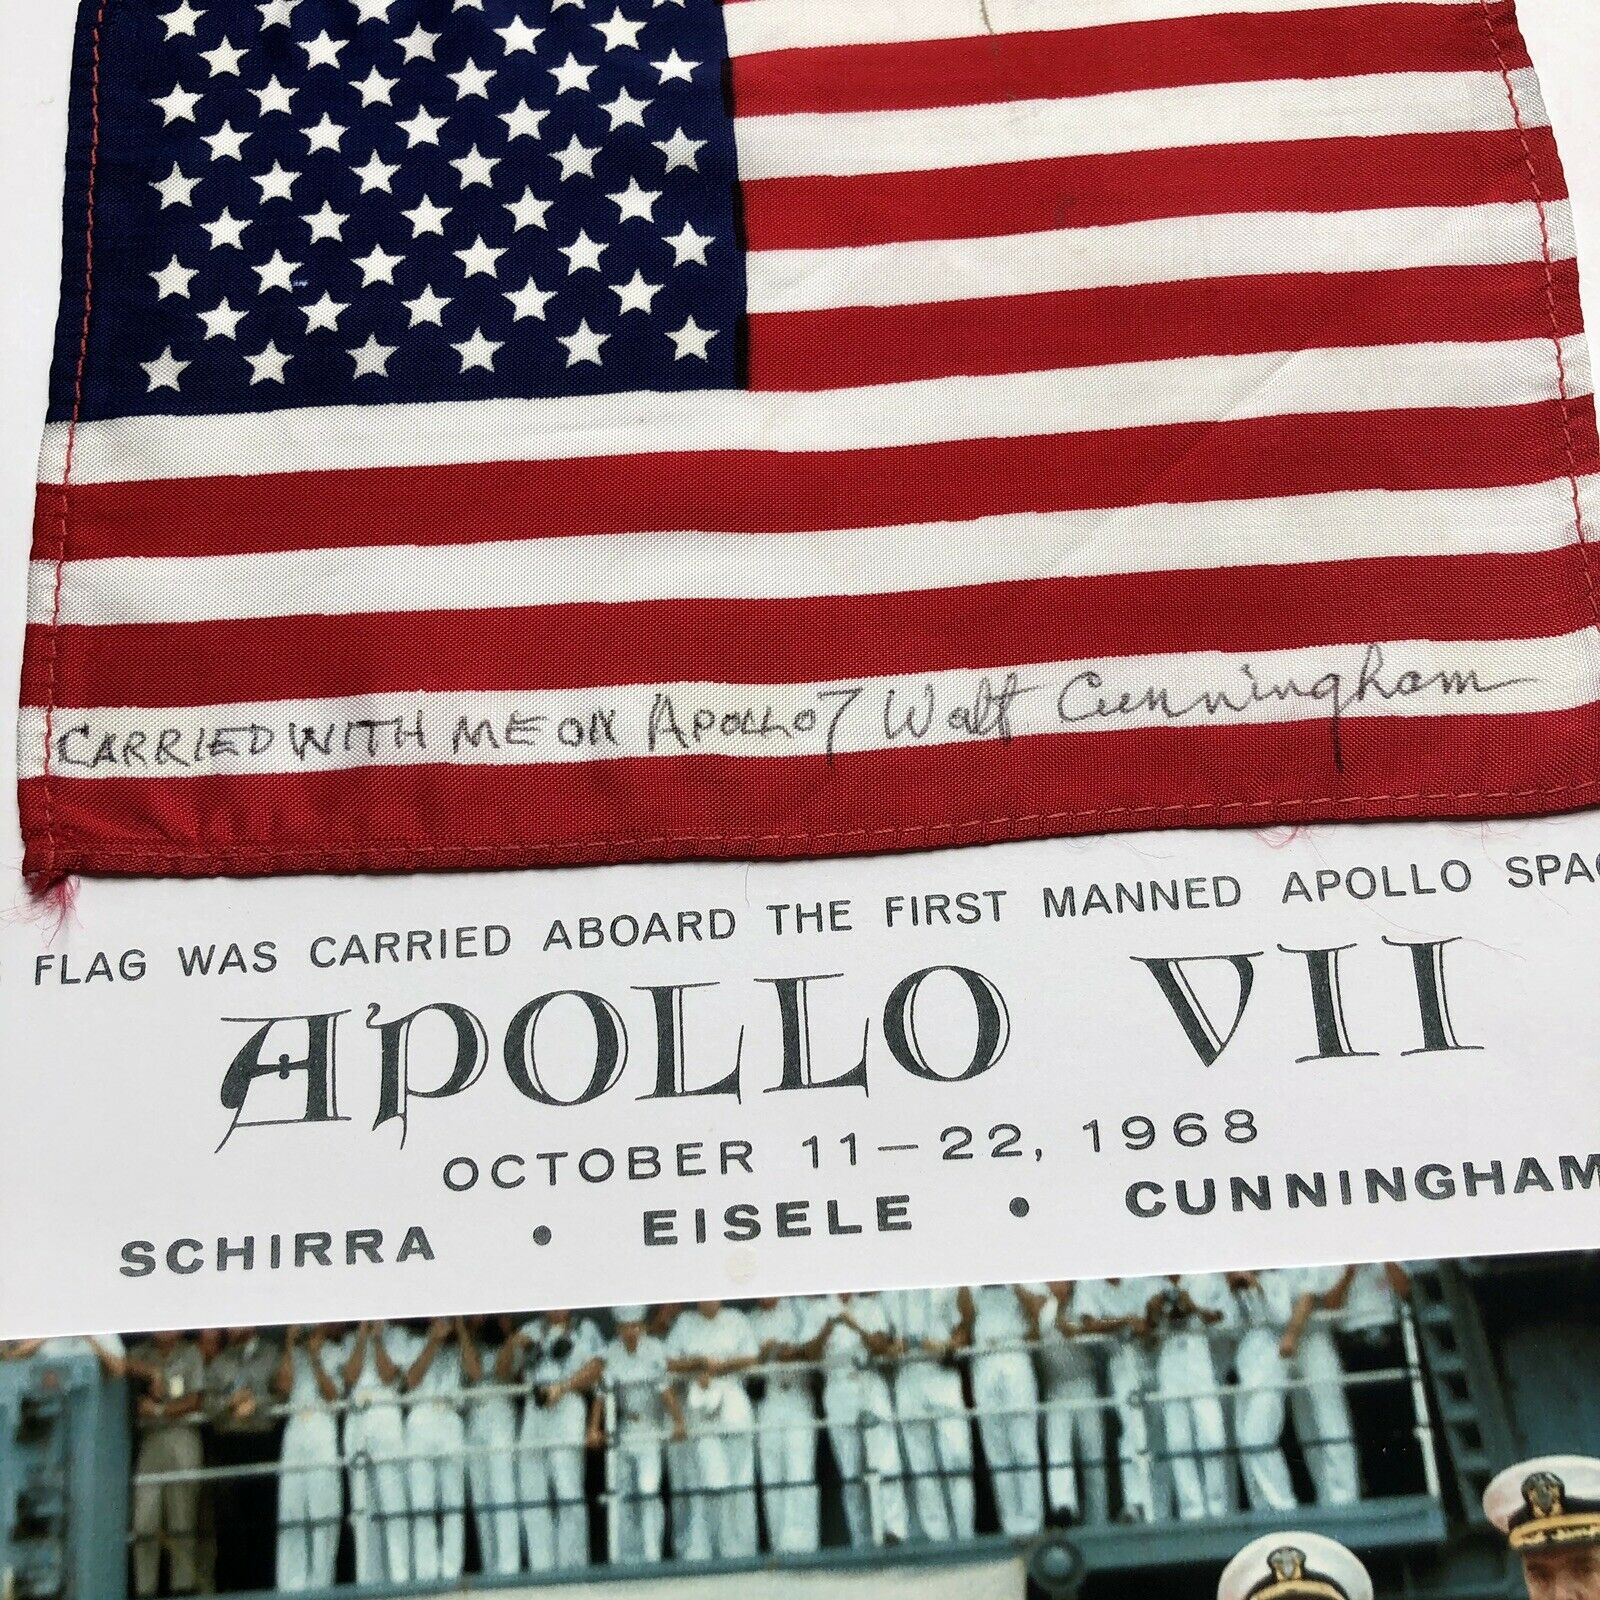 CARRIED WITH ME ON APOLLO 7 Walt Cunningham
FLAG WAS CARRIED ABOARD THE FIRST MANNED APOLLO SPAC
APOLLO VII
OCTOBER 11–22, 1968
SCHIRRA • EISELE • CUNNINGHAM